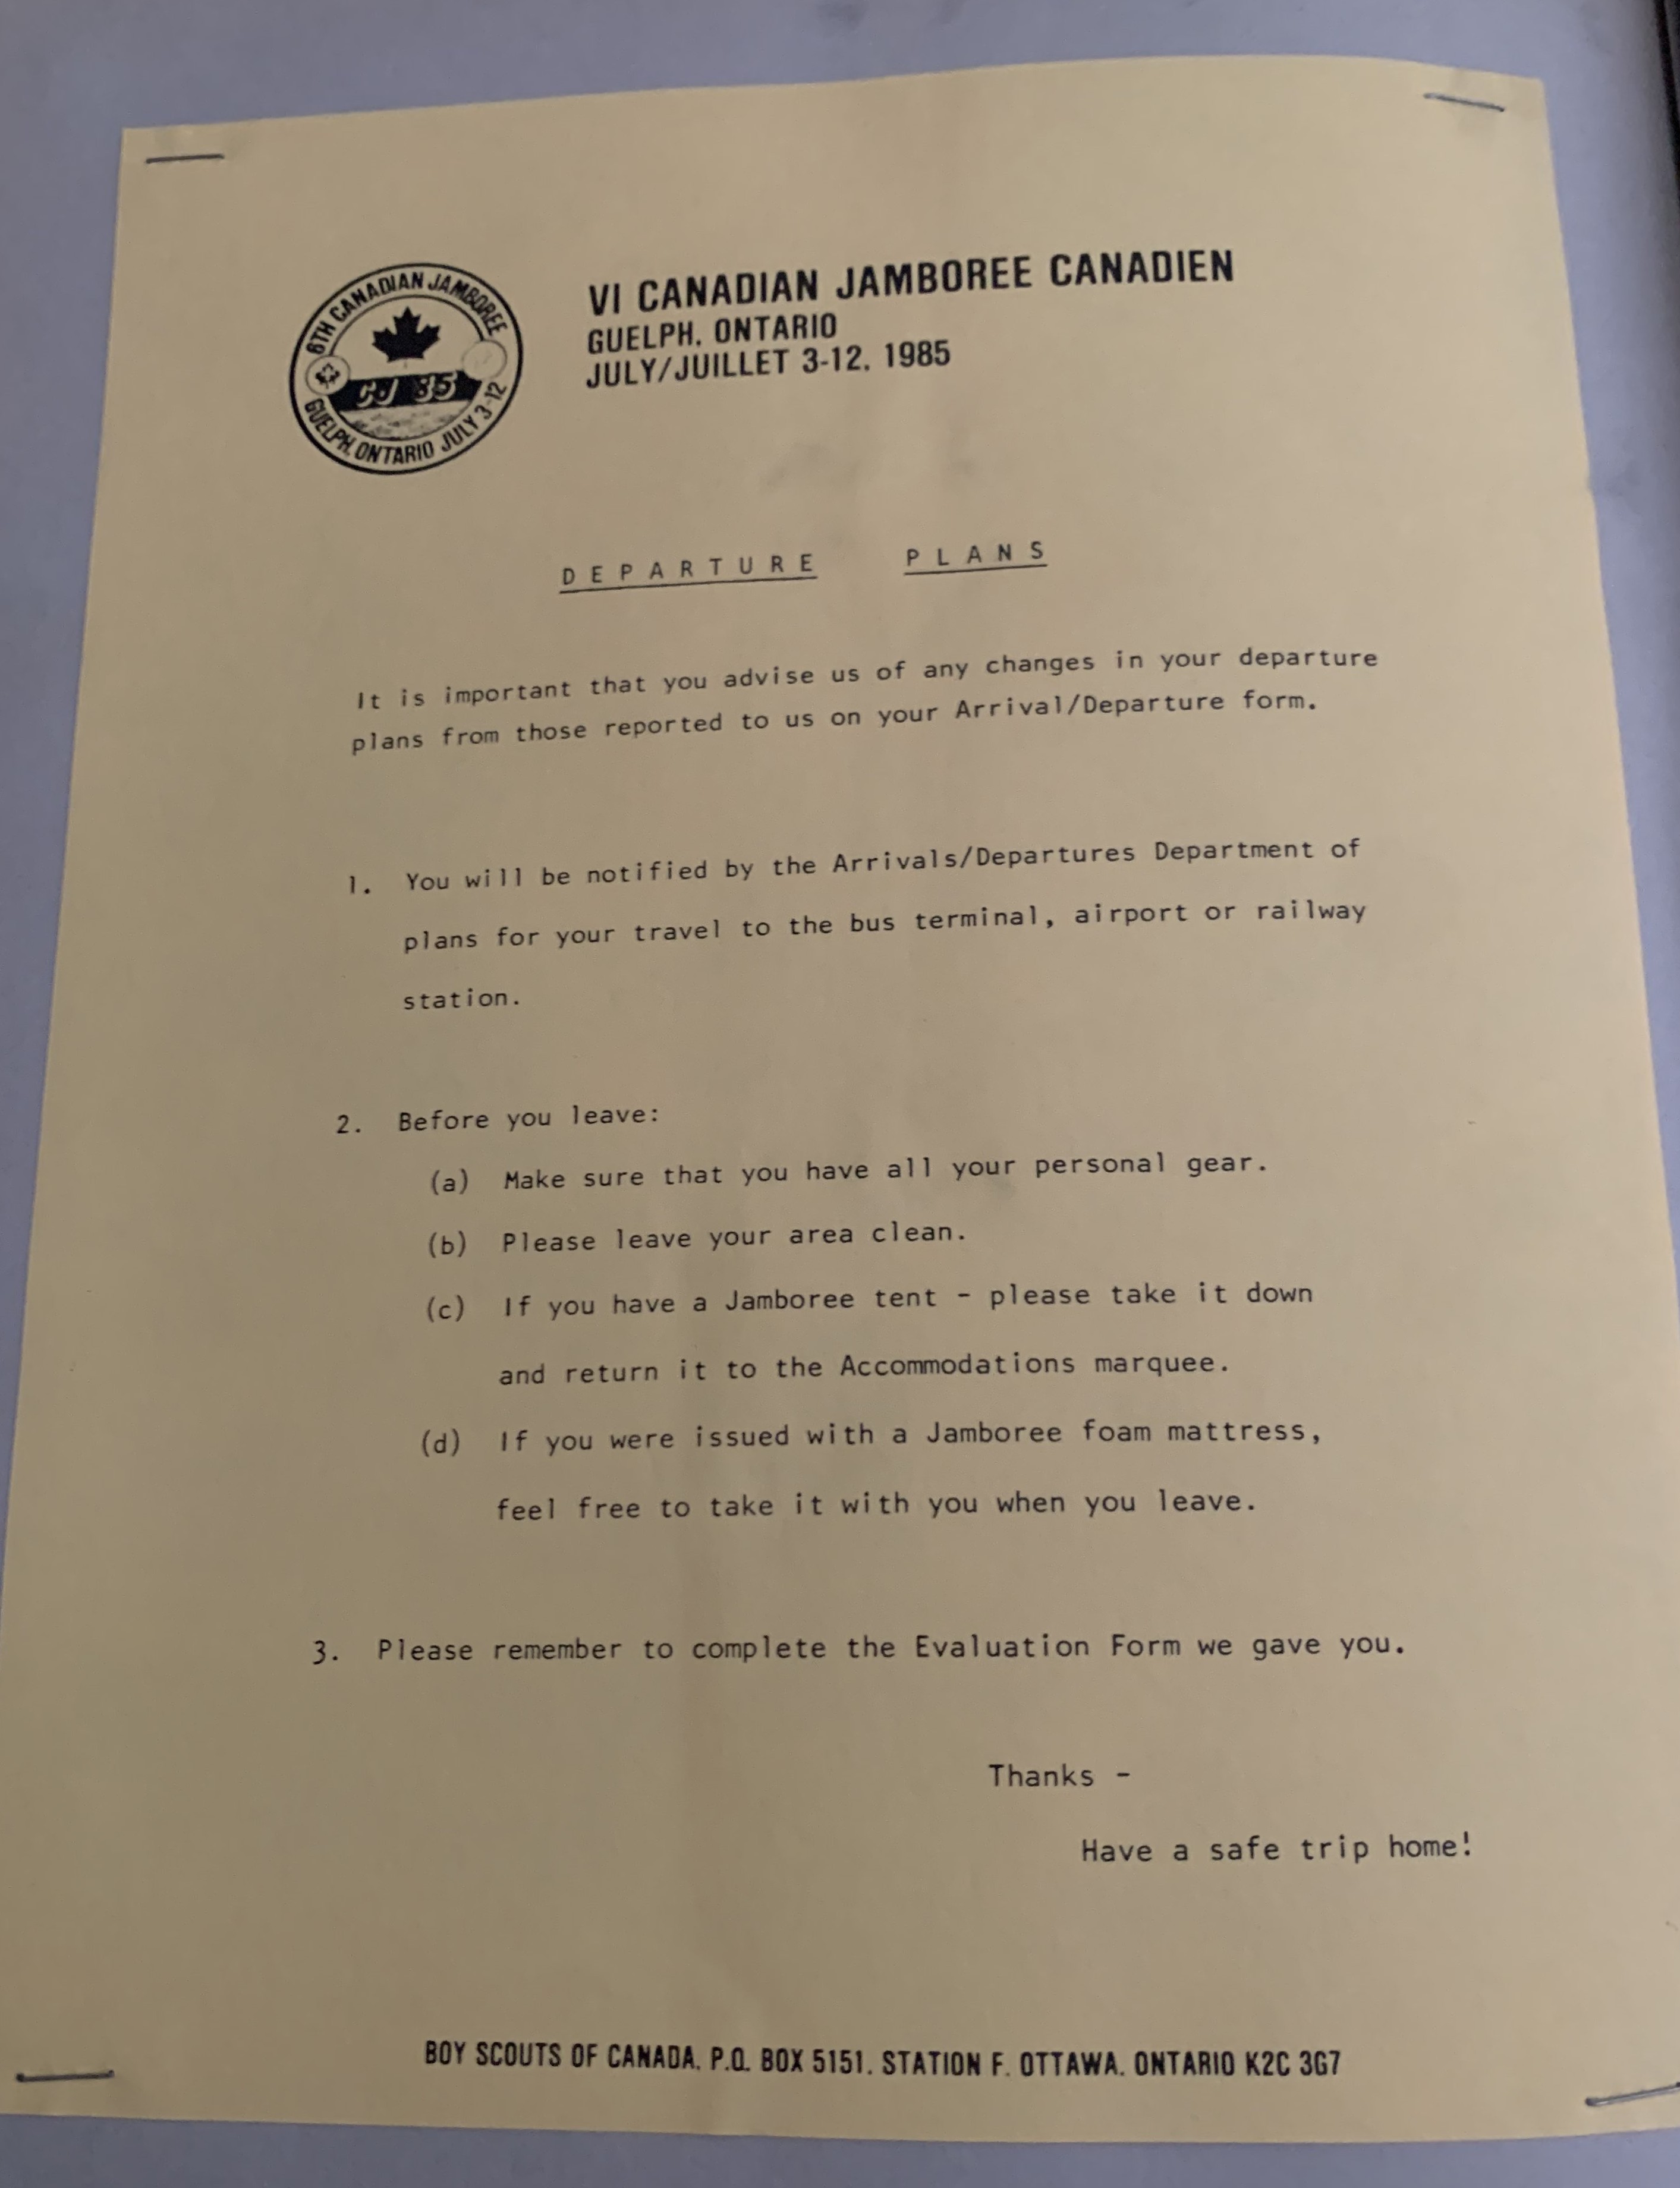 6TH CANADIAN JAMBOREE
CJ 85
GUELPH, ONTARIO JULY 3-12
VI CANADIAN JAMBOREE CANADIEN
GUELPH, ONTARIO
JULY/JUILLET 3-12, 1985
DEPARTURE PLANS
It is important that you advise us of any changes in your departure
plans from those reported to us on your Arrival/Departure form.
1. You will be notified by the Arrivals/Departures Department of
plans for your travel to the bus terminal, airport or railway
station.
2. Before you leave:
(a) Make sure that you have all your personal gear.
(b) Please leave your area clean.
(c) If you have a Jamboree tent - please take it down
and return it to the Accommodations marquee.
(d) If you were issued with a Jamboree foam mattress,
feel free to take it with you when you leave.
3. Please remember to complete the Evaluation Form we gave you.
Thanks -
Have a safe trip home!
BOY SCOUTS OF CANADA, P.O. BOX 5151, STATION F, OTTAWA, ONTARIO K2C 3G7